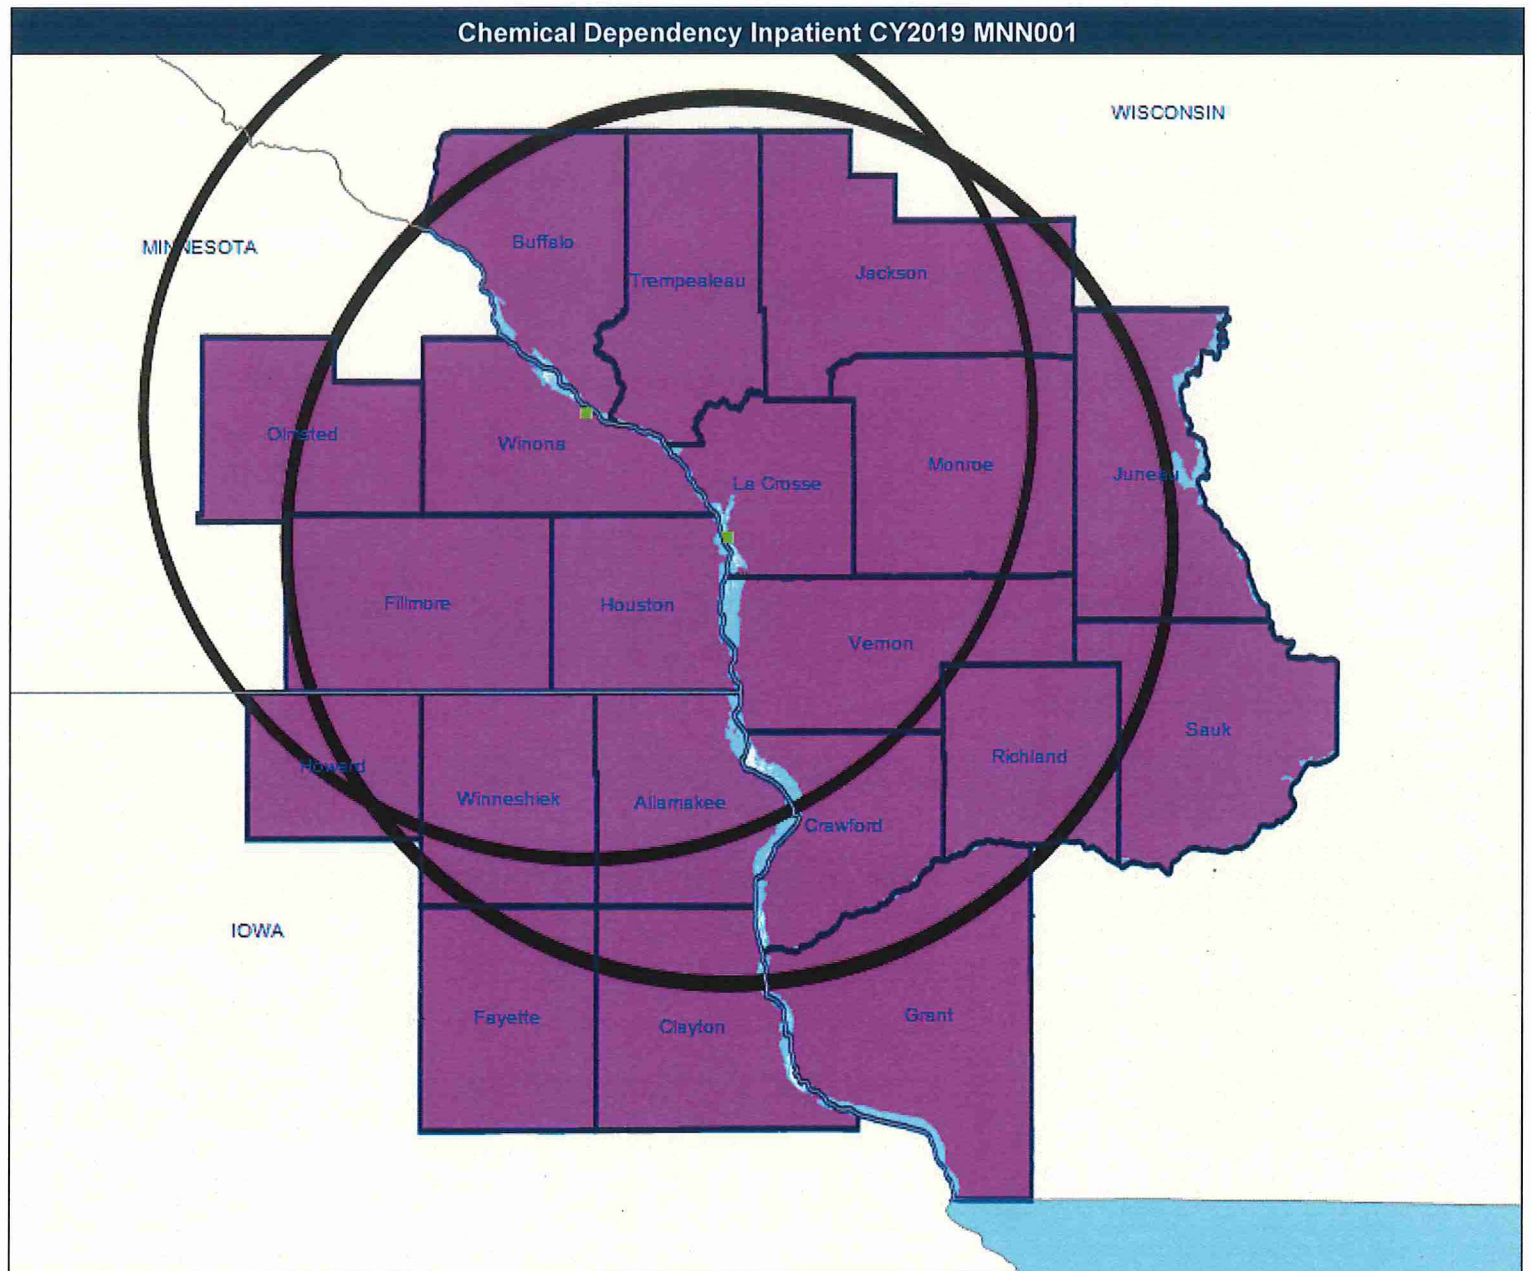 Chemical Dependency Inpatient CY2019 MNN001
WISCONSIN
MINNESOTA
Buffalo
Trempealeau
Jackson
Olmsted
Winona
La Crosse
Monroe
Juneau
Fillmore
Houston
Vernon
Howard
Winneshiek
Allamakee
Crawford
Richland
Sauk
IOWA
Fayette
Clayton
Grant